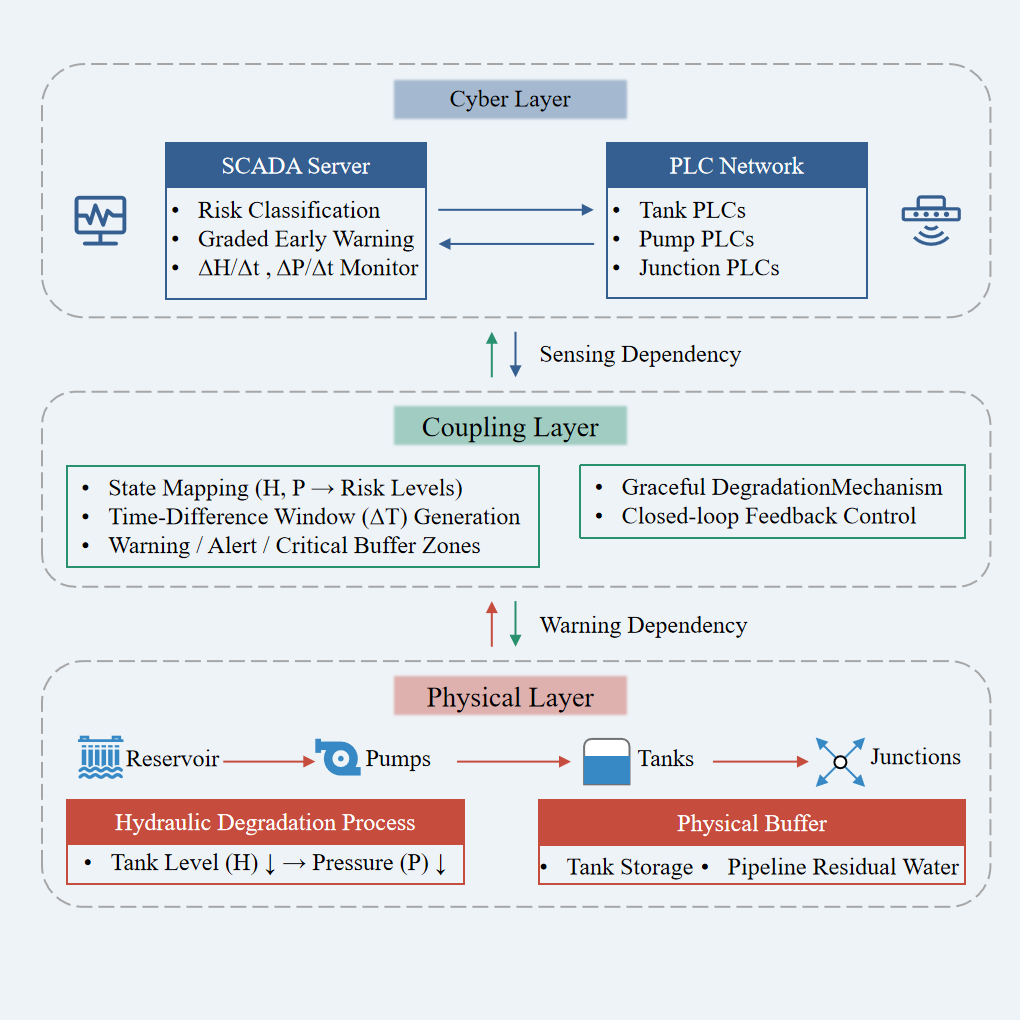 Cyber Layer
SCADA Server
• Risk Classification
• Graded Early Warning
• ΔH/Δt , ΔP/Δt Monitor
PLC Network
• Tank PLCs
• Pump PLCs
• Junction PLCs
Sensing Dependency
Coupling Layer
• State Mapping (H, P → Risk Levels)
• Time-Difference Window (ΔT) Generation
• Warning / Alert / Critical Buffer Zones
• Graceful DegradationMechanism
• Closed-loop Feedback Control
Warning Dependency
Physical Layer
Reservoir
Pumps
Tanks
Junctions
Hydraulic Degradation Process
• Tank Level (H) ↓ → Pressure (P) ↓
Physical Buffer
• Tank Storage • Pipeline Residual Water